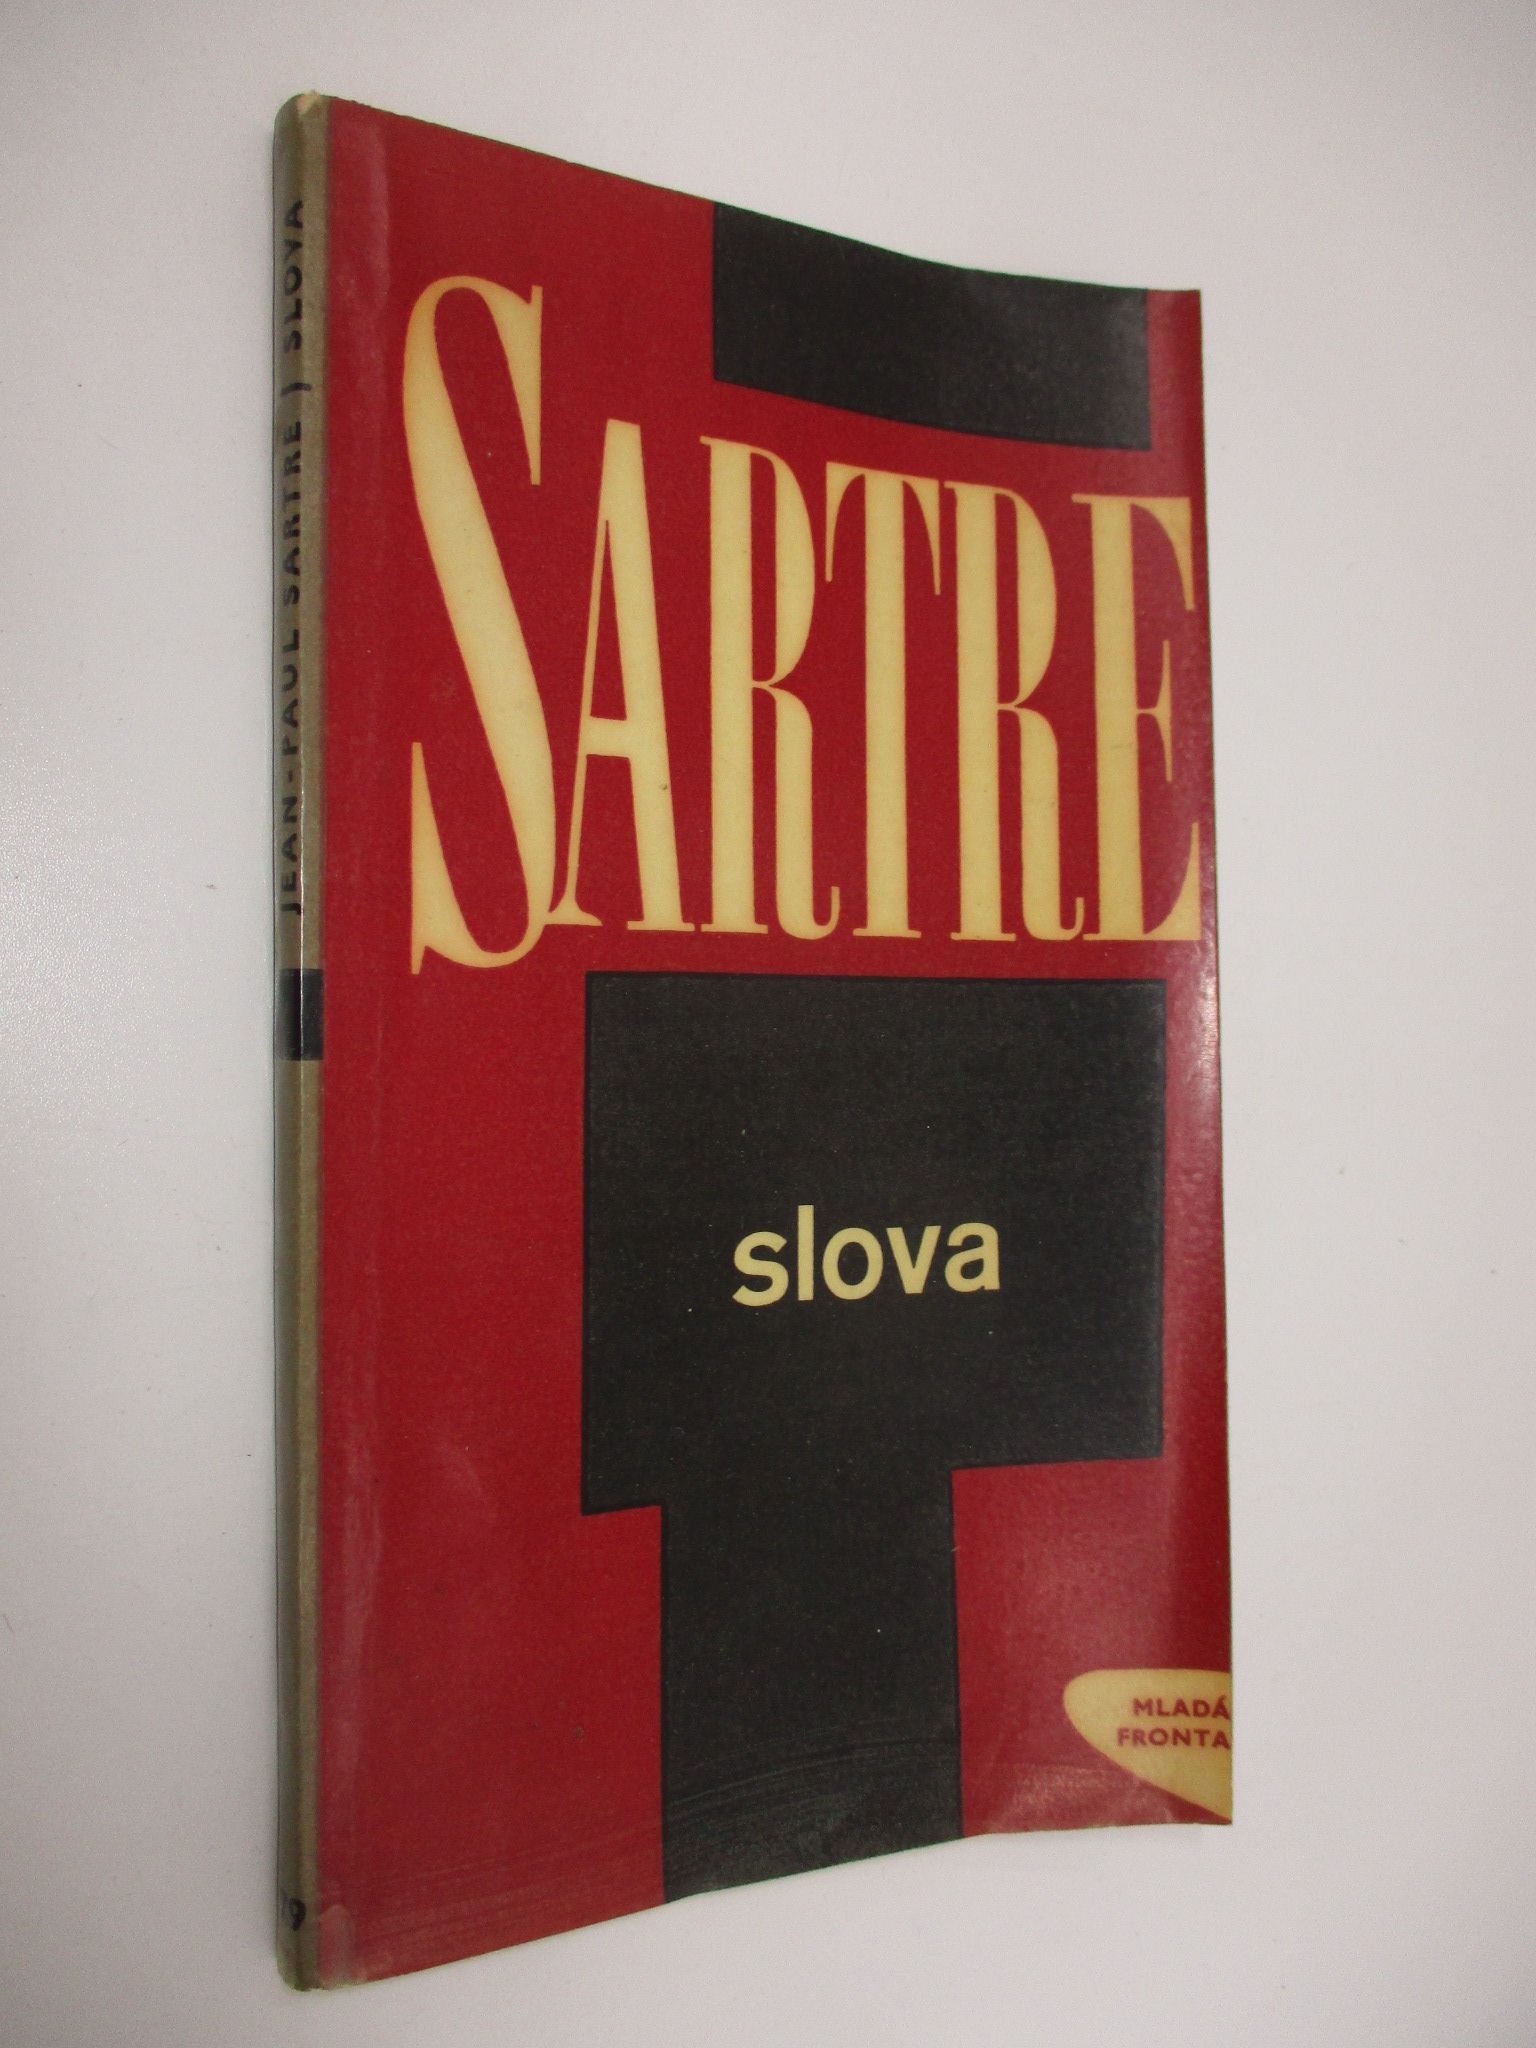 JEAN-PAUL SARTRE | SLOVA
SARTRE
slova
MLADÁ
FRONTA